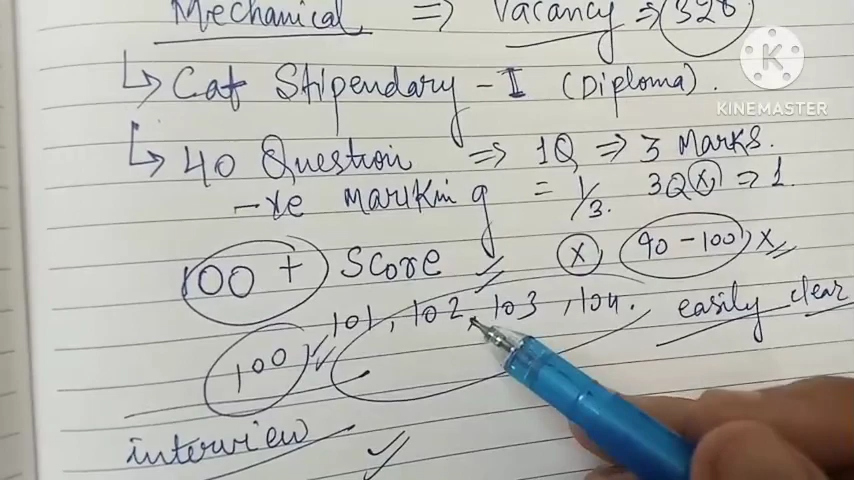 Mechanical ⇒ Vacancy ⇒ 328
K
KINEMASTER
↳ Cat Stipendary - I (Diploma).
↳ 40 Question ⇒ 1Q ⇒ 3 Marks.
-ve marking = 1/3. 3Q X ⇒ 1.
100 + Score X 90 - 100, X
101, 102, 103, 104. easily clear
100
interview